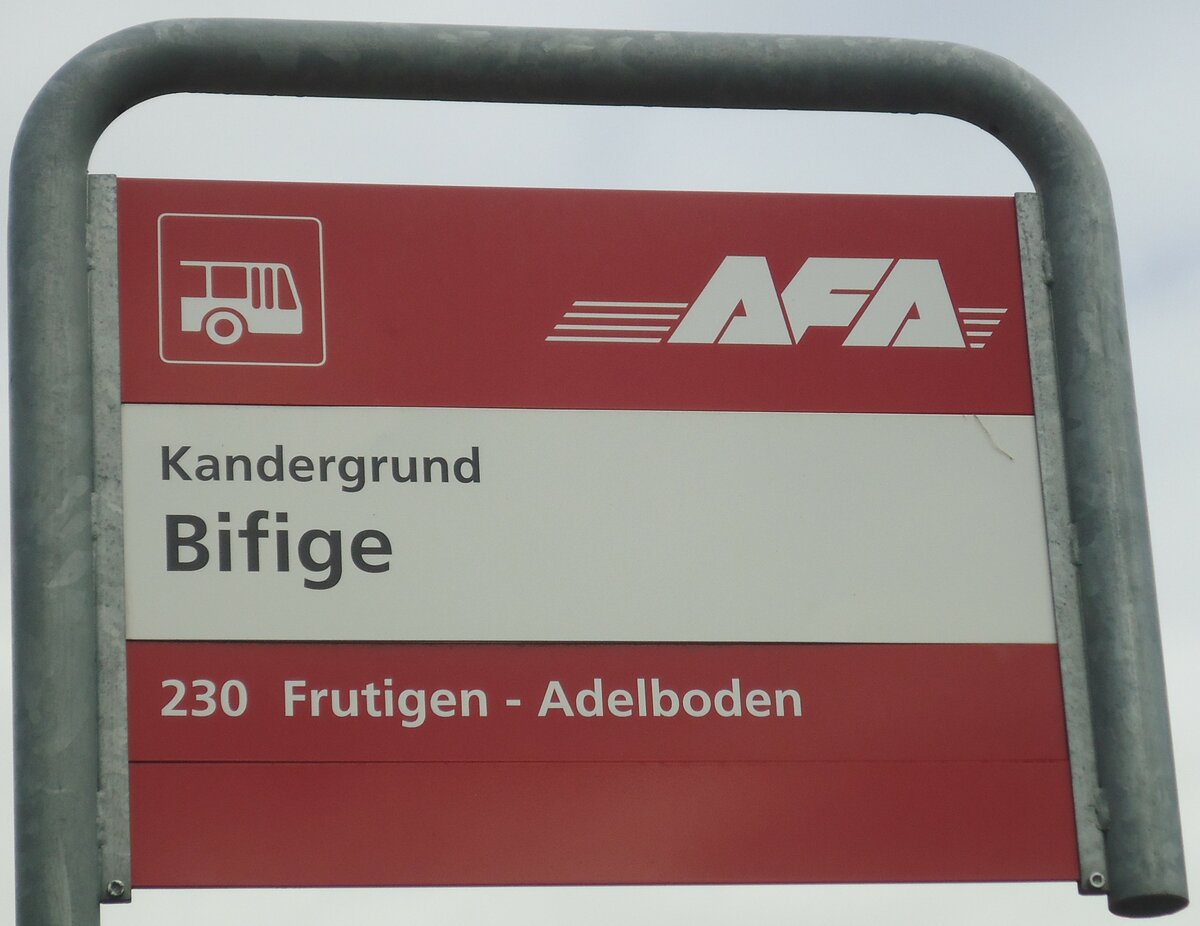 AFA
Kandergrund
Bifige
230 Frutigen - Adelboden